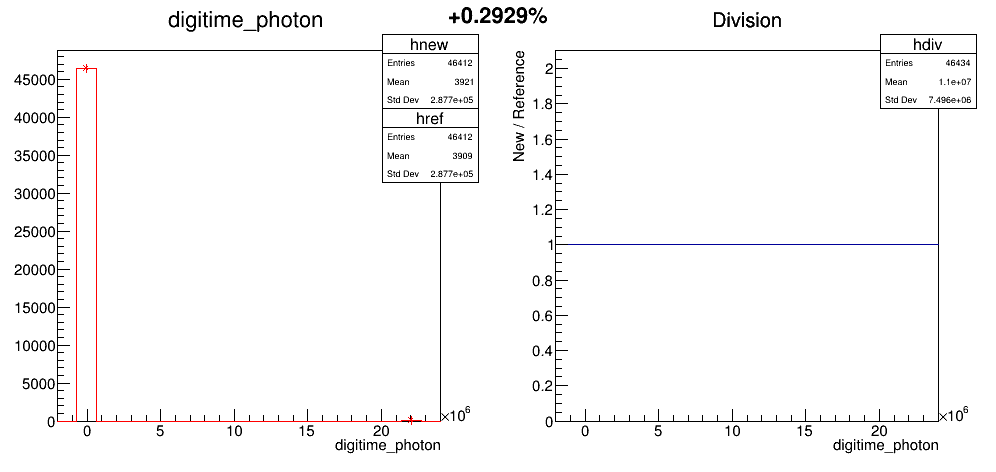 +0.2929%
digitime_photon
hnew
Entries 46412
Mean 3921
Std Dev 2.877e+05
href
Entries 46412
Mean 3909
Std Dev 2.877e+05
45000
40000
35000
30000
25000
20000
15000
10000
5000
0
0 5 10 15 20 ×10^6
digitime_photon
Division
hdiv
Entries 46434
Mean 1.1e+07
Std Dev 7.496e+06
New / Reference
2
1.8
1.6
1.4
1.2
1
0.8
0.6
0.4
0.2
0
0 5 10 15 20 ×10^6
digitime_photon